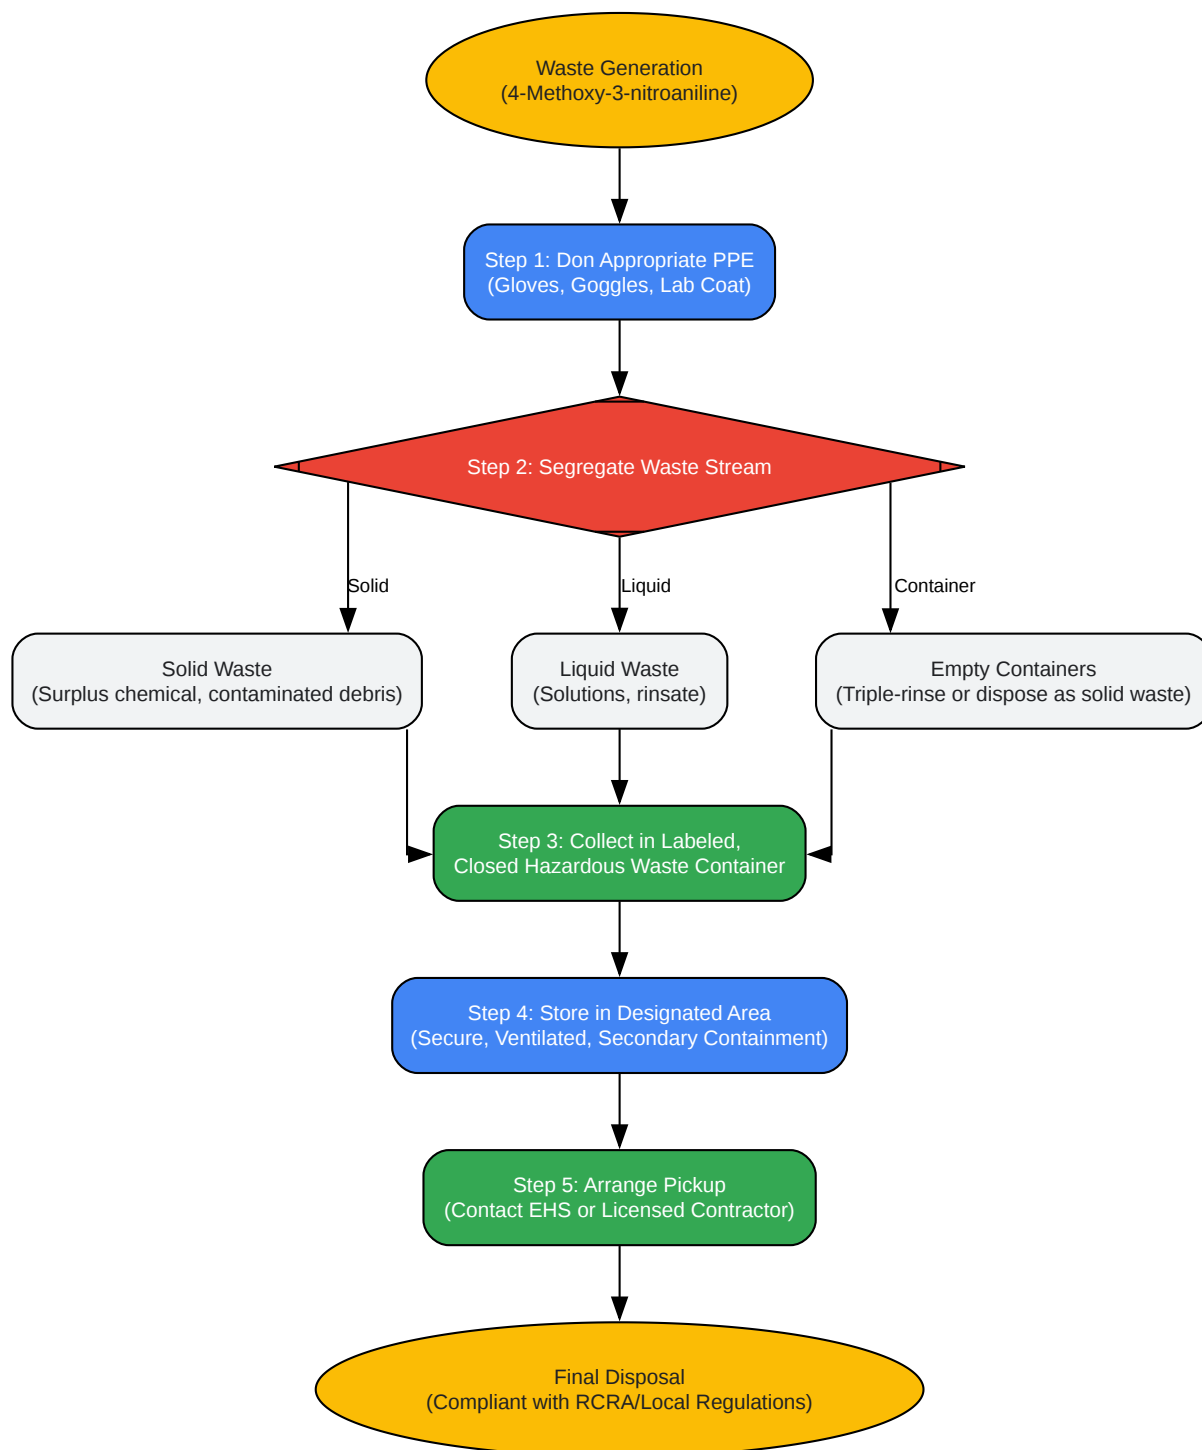 Waste Generation
(4-Methoxy-3-nitroaniline)
Step 1: Don Appropriate PPE
(Gloves, Goggles, Lab Coat)
Step 2: Segregate Waste Stream
Solid
Liquid
Container
Solid Waste
(Surplus chemical, contaminated debris)
Liquid Waste
(Solutions, rinsate)
Empty Containers
(Triple-rinse or dispose as solid waste)
Step 3: Collect in Labeled,
Closed Hazardous Waste Container
Step 4: Store in Designated Area
(Secure, Ventilated, Secondary Containment)
Step 5: Arrange Pickup
(Contact EHS or Licensed Contractor)
Final Disposal
(Compliant with RCRA/Local Regulations)